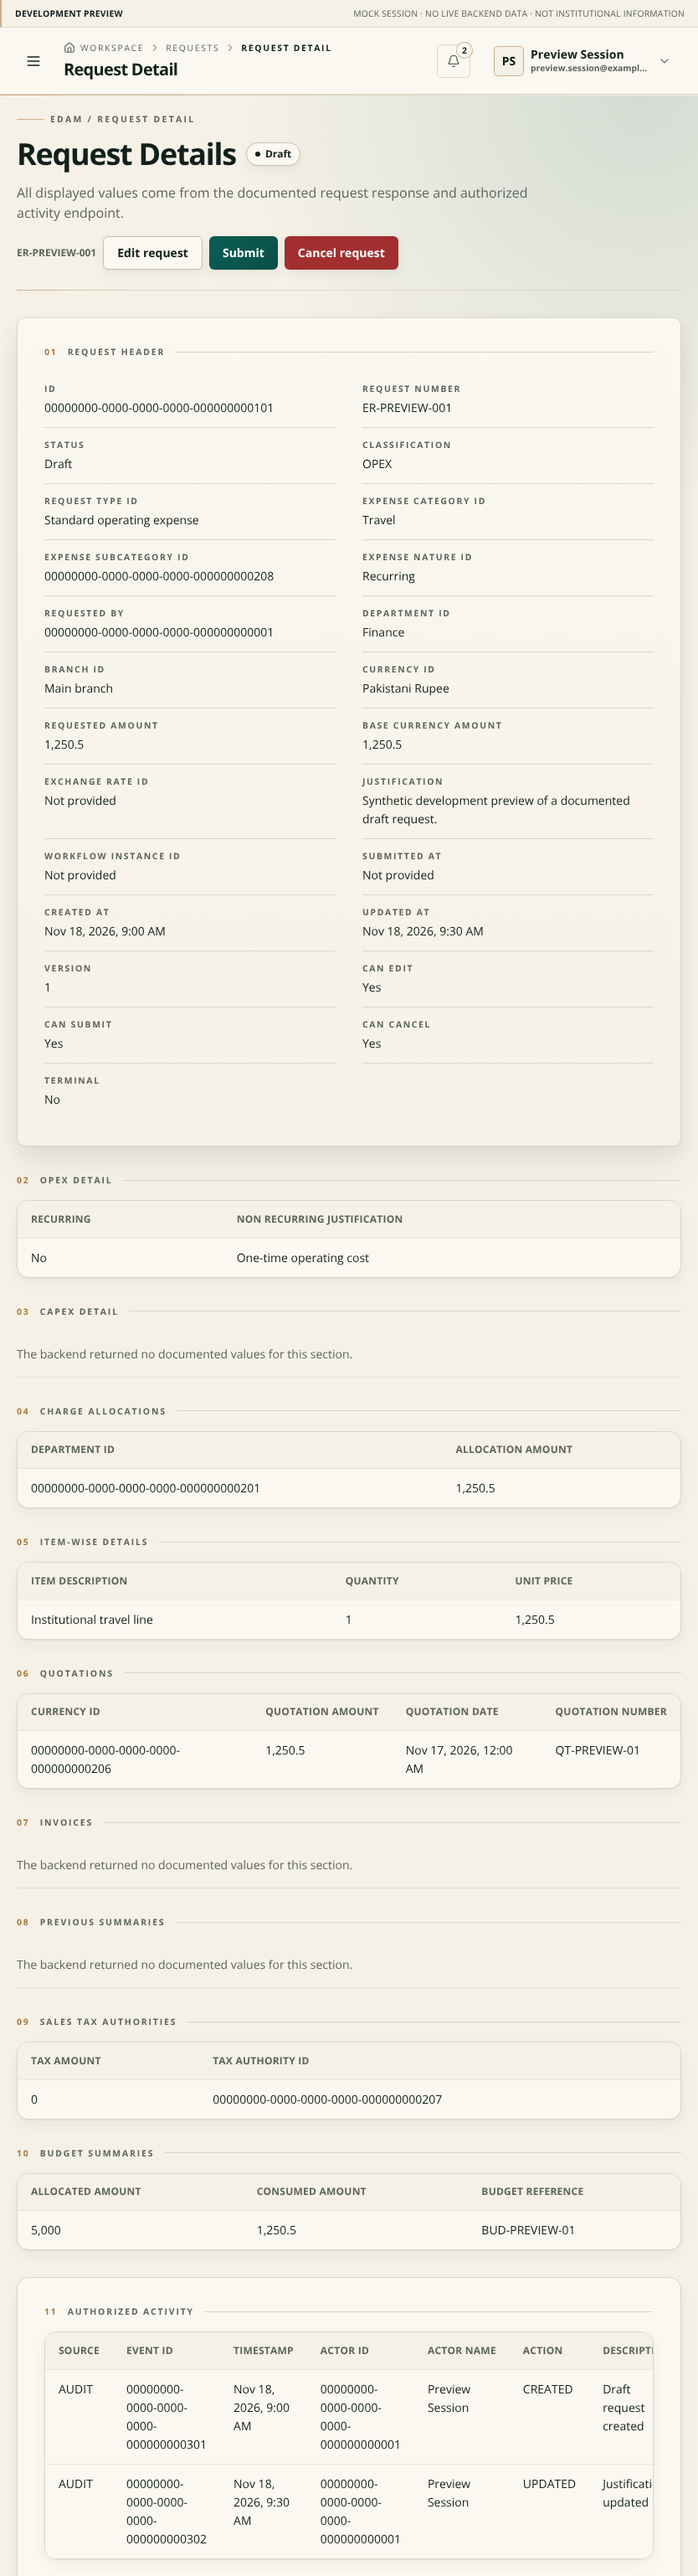 DEVELOPMENT PREVIEW
MOCK SESSION · NO LIVE BACKEND DATA · NOT INSTITUTIONAL INFORMATION
WORKSPACE > REQUESTS > REQUEST DETAIL
Request Detail
2
PS
Preview Session
preview.session@exampl...
EDAM / REQUEST DETAIL
Request Details
Draft
All displayed values come from the documented request response and authorized
activity endpoint.
ER-PREVIEW-001
Edit request
Submit
Cancel request
01 REQUEST HEADER
ID
00000000-0000-0000-0000-000000000101
REQUEST NUMBER
ER-PREVIEW-001
STATUS
Draft
CLASSIFICATION
OPEX
REQUEST TYPE ID
Standard operating expense
EXPENSE CATEGORY ID
Travel
EXPENSE SUBCATEGORY ID
00000000-0000-0000-0000-000000000208
EXPENSE NATURE ID
Recurring
REQUESTED BY
00000000-0000-0000-0000-000000000001
DEPARTMENT ID
Finance
BRANCH ID
Main branch
CURRENCY ID
Pakistani Rupee
REQUESTED AMOUNT
1,250.5
BASE CURRENCY AMOUNT
1,250.5
EXCHANGE RATE ID
Not provided
JUSTIFICATION
Synthetic development preview of a documented
draft request.
WORKFLOW INSTANCE ID
Not provided
SUBMITTED AT
Not provided
CREATED AT
Nov 18, 2026, 9:00 AM
UPDATED AT
Nov 18, 2026, 9:30 AM
VERSION
1
CAN EDIT
Yes
CAN SUBMIT
Yes
CAN CANCEL
Yes
TERMINAL
No
02 OPEX DETAIL
RECURRING NON RECURRING JUSTIFICATION
No One-time operating cost
03 CAPEX DETAIL
The backend returned no documented values for this section.
04 CHARGE ALLOCATIONS
DEPARTMENT ID ALLOCATION AMOUNT
00000000-0000-0000-0000-000000000201 1,250.5
05 ITEM-WISE DETAILS
ITEM DESCRIPTION QUANTITY UNIT PRICE
Institutional travel line 1 1,250.5
06 QUOTATIONS
CURRENCY ID QUOTATION AMOUNT QUOTATION DATE QUOTATION NUMBER
00000000-0000-0000-0000- 1,250.5 Nov 17, 2026, 12:00 QT-PREVIEW-01
000000000206 AM
07 INVOICES
The backend returned no documented values for this section.
08 PREVIOUS SUMMARIES
The backend returned no documented values for this section.
09 SALES TAX AUTHORITIES
TAX AMOUNT TAX AUTHORITY ID
0 00000000-0000-0000-0000-000000000207
10 BUDGET SUMMARIES
ALLOCATED AMOUNT CONSUMED AMOUNT BUDGET REFERENCE
5,000 1,250.5 BUD-PREVIEW-01
11 AUTHORIZED ACTIVITY
SOURCE EVENT ID TIMESTAMP ACTOR ID ACTOR NAME ACTION DESCRIPT
AUDIT 00000000- Nov 18, 00000000- Preview CREATED Draft
0000-0000- 2026, 9:00 0000-0000- Session request
0000- AM 0000- created
000000000301 000000000001
AUDIT 00000000- Nov 18, 00000000- Preview UPDATED Justificati
0000-0000- 2026, 9:30 0000-0000- Session updated
0000- AM 0000-
000000000302 000000000001